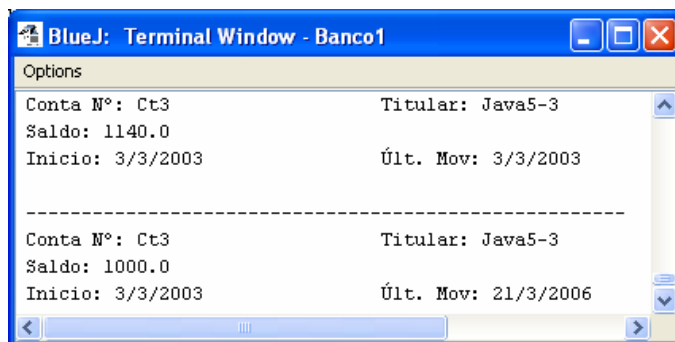 BlueJ: Terminal Window - Banco1
Options
Conta Nº: Ct3 Titular: Java5-3
Saldo: 1140.0
Inicio: 3/3/2003 Últ. Mov: 3/3/2003
------------------------------------------------------
Conta Nº: Ct3 Titular: Java5-3
Saldo: 1000.0
Inicio: 3/3/2003 Últ. Mov: 21/3/2006